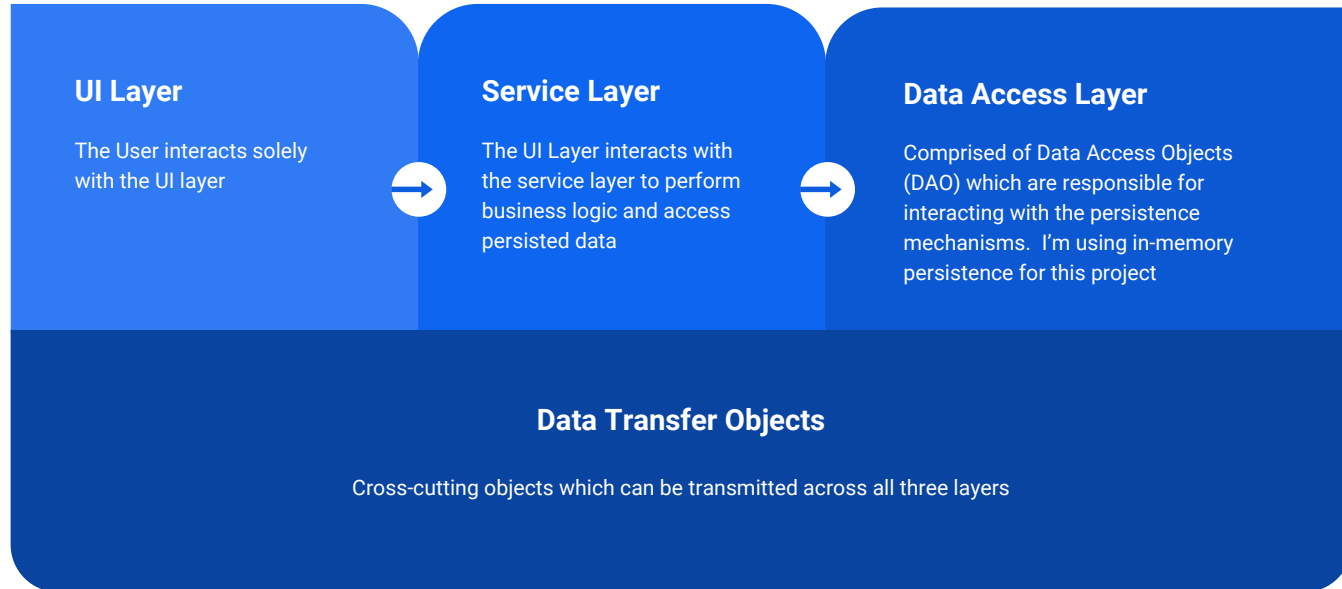 UI Layer
The User interacts solely
with the UI layer
Service Layer
The UI Layer interacts with
the service layer to perform
business logic and access
persisted data
Data Access Layer
Comprised of Data Access Objects
(DAO) which are responsible for
interacting with the persistence
mechanisms.  I’m using in-memory
persistence for this project
Data Transfer Objects
Cross-cutting objects which can be transmitted across all three layers